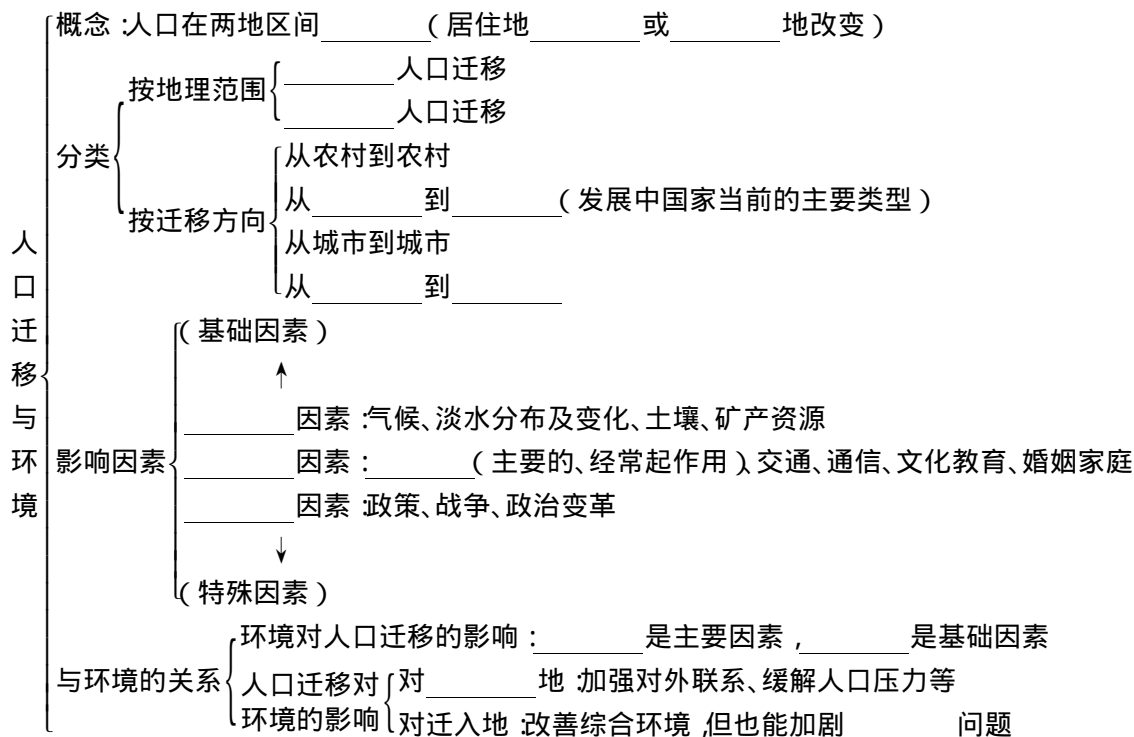 概念:人口在两地区间________(居住地________或________地改变)
按地理范围
________人口迁移
________人口迁移
分类
从农村到农村
从________到________(发展中国家当前的主要类型)
按迁移方向
从城市到城市
从________到________
人口迁移与环境
(基础因素)
↑
________因素:气候、淡水分布及变化、土壤、矿产资源
影响因素
________因素:________(主要的、经常起作用)、交通、通信、文化教育、婚姻家庭
________因素:政策、战争、政治变革
↓
(特殊因素)
环境对人口迁移的影响:________是主要因素,________是基础因素
与环境的关系
人口迁移对
环境的影响
对________地:加强对外联系、缓解人口压力等
对迁入地:改善综合环境,但也能加剧 问题